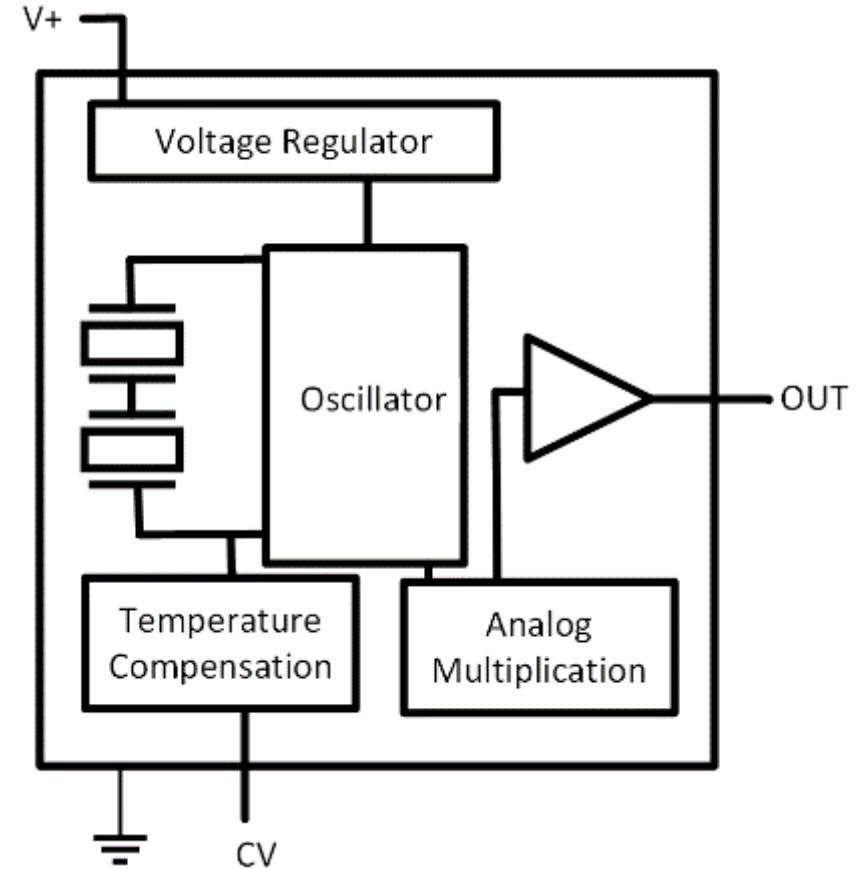 V+
Voltage Regulator
Oscillator
OUT
Temperature
Compensation
Analog
Multiplication
CV